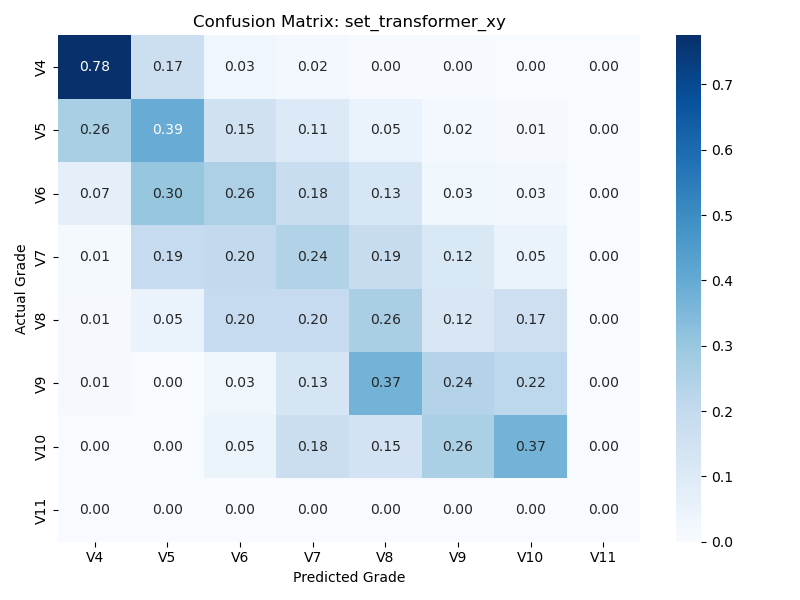 Confusion Matrix: set_transformer_xy
V4 0.78 0.17 0.03 0.02 0.00 0.00 0.00 0.00
V5 0.26 0.39 0.15 0.11 0.05 0.02 0.01 0.00
V6 0.07 0.30 0.26 0.18 0.13 0.03 0.03 0.00
V7 0.01 0.19 0.20 0.24 0.19 0.12 0.05 0.00
V8 0.01 0.05 0.20 0.20 0.26 0.12 0.17 0.00
V9 0.01 0.00 0.03 0.13 0.37 0.24 0.22 0.00
V10 0.00 0.00 0.05 0.18 0.15 0.26 0.37 0.00
V11 0.00 0.00 0.00 0.00 0.00 0.00 0.00 0.00
V4 V5 V6 V7 V8 V9 V10 V11
Predicted Grade
Actual Grade
0.7
0.6
0.5
0.4
0.3
0.2
0.1
0.0